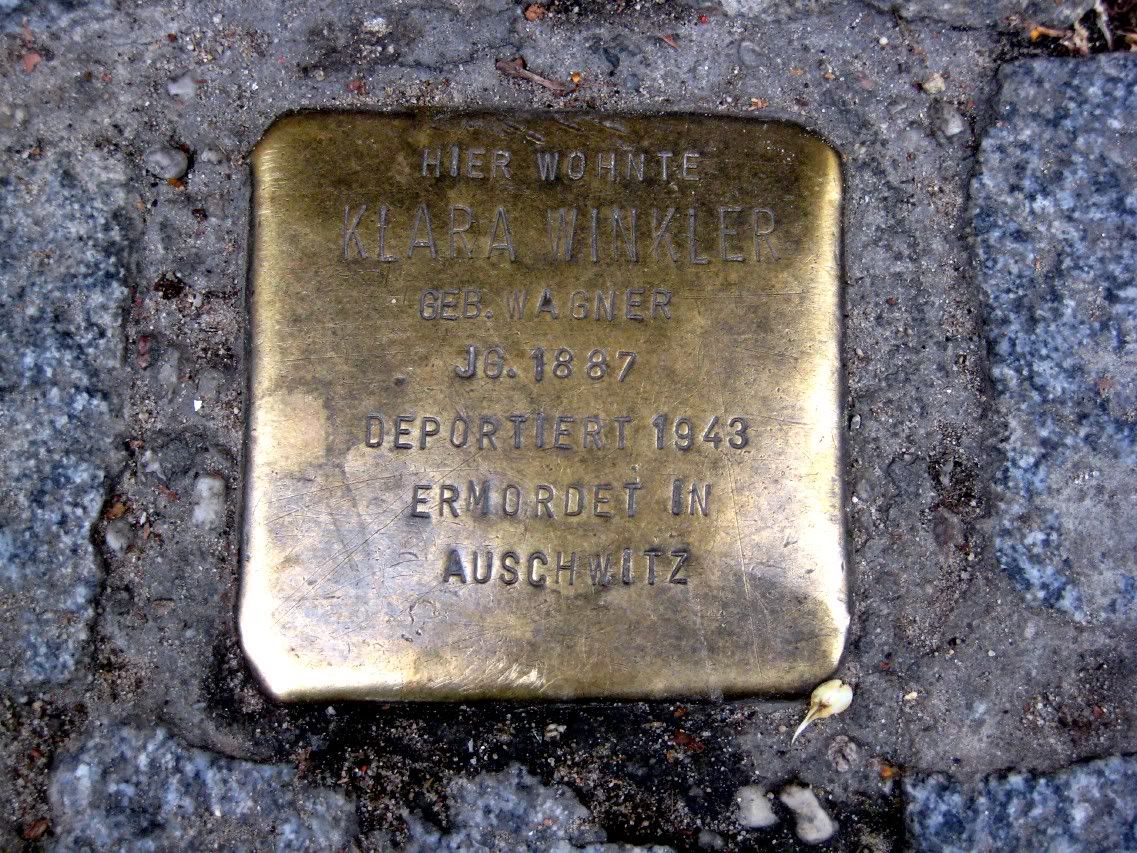 HIER WOHNTE
KLARA WINKLER
GEB. WAGNER
JG. 1887
DEPORTIERT 1943
ERMORDET IN
AUSCHWITZ